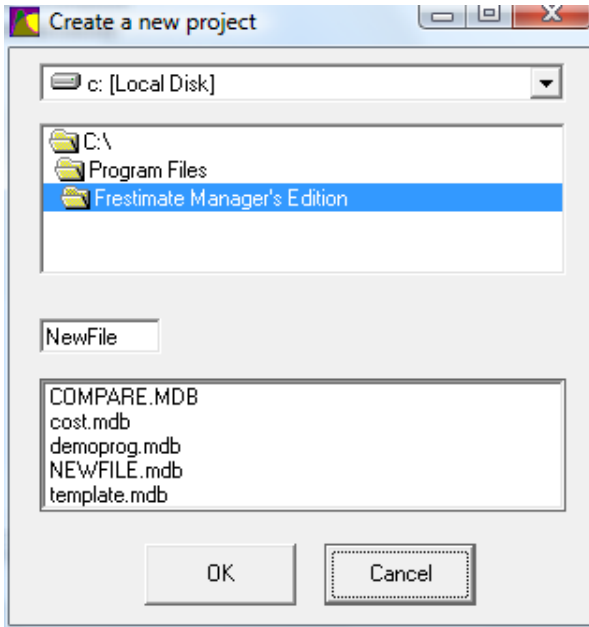 Create a new project
c: [Local Disk]
C:\
Program Files
Frestimate Manager's Edition
NewFile
COMPARE.MDB
cost.mdb
demoprog.mdb
NEWFILE.mdb
template.mdb
OK
Cancel